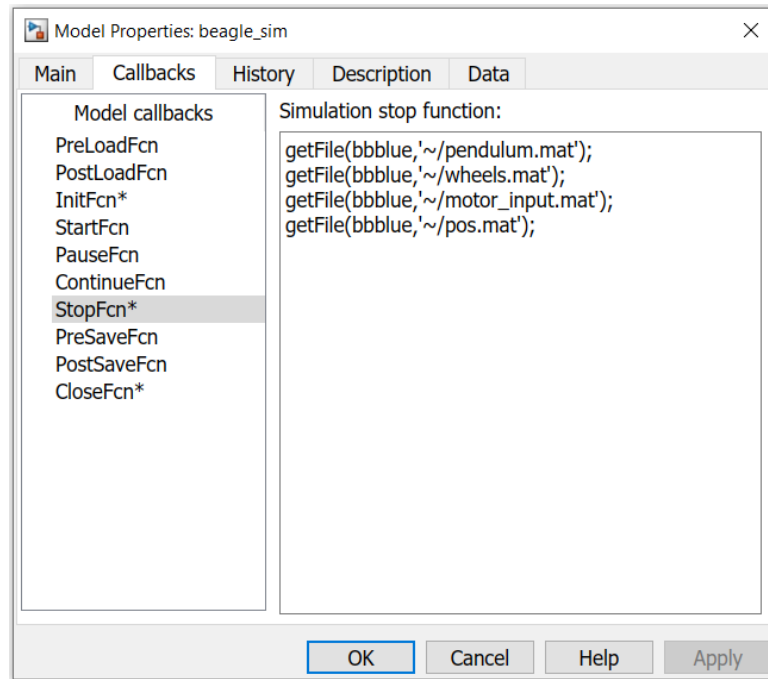 Model Properties: beagle_sim
Main Callbacks History Description Data
Model callbacks
PreLoadFcn
PostLoadFcn
InitFcn*
StartFcn
PauseFcn
ContinueFcn
StopFcn*
PreSaveFcn
PostSaveFcn
CloseFcn*
Simulation stop function:
getFile(bbblue,'~/pendulum.mat');
getFile(bbblue,'~/wheels.mat');
getFile(bbblue,'~/motor_input.mat');
getFile(bbblue,'~/pos.mat');
OK Cancel Help Apply